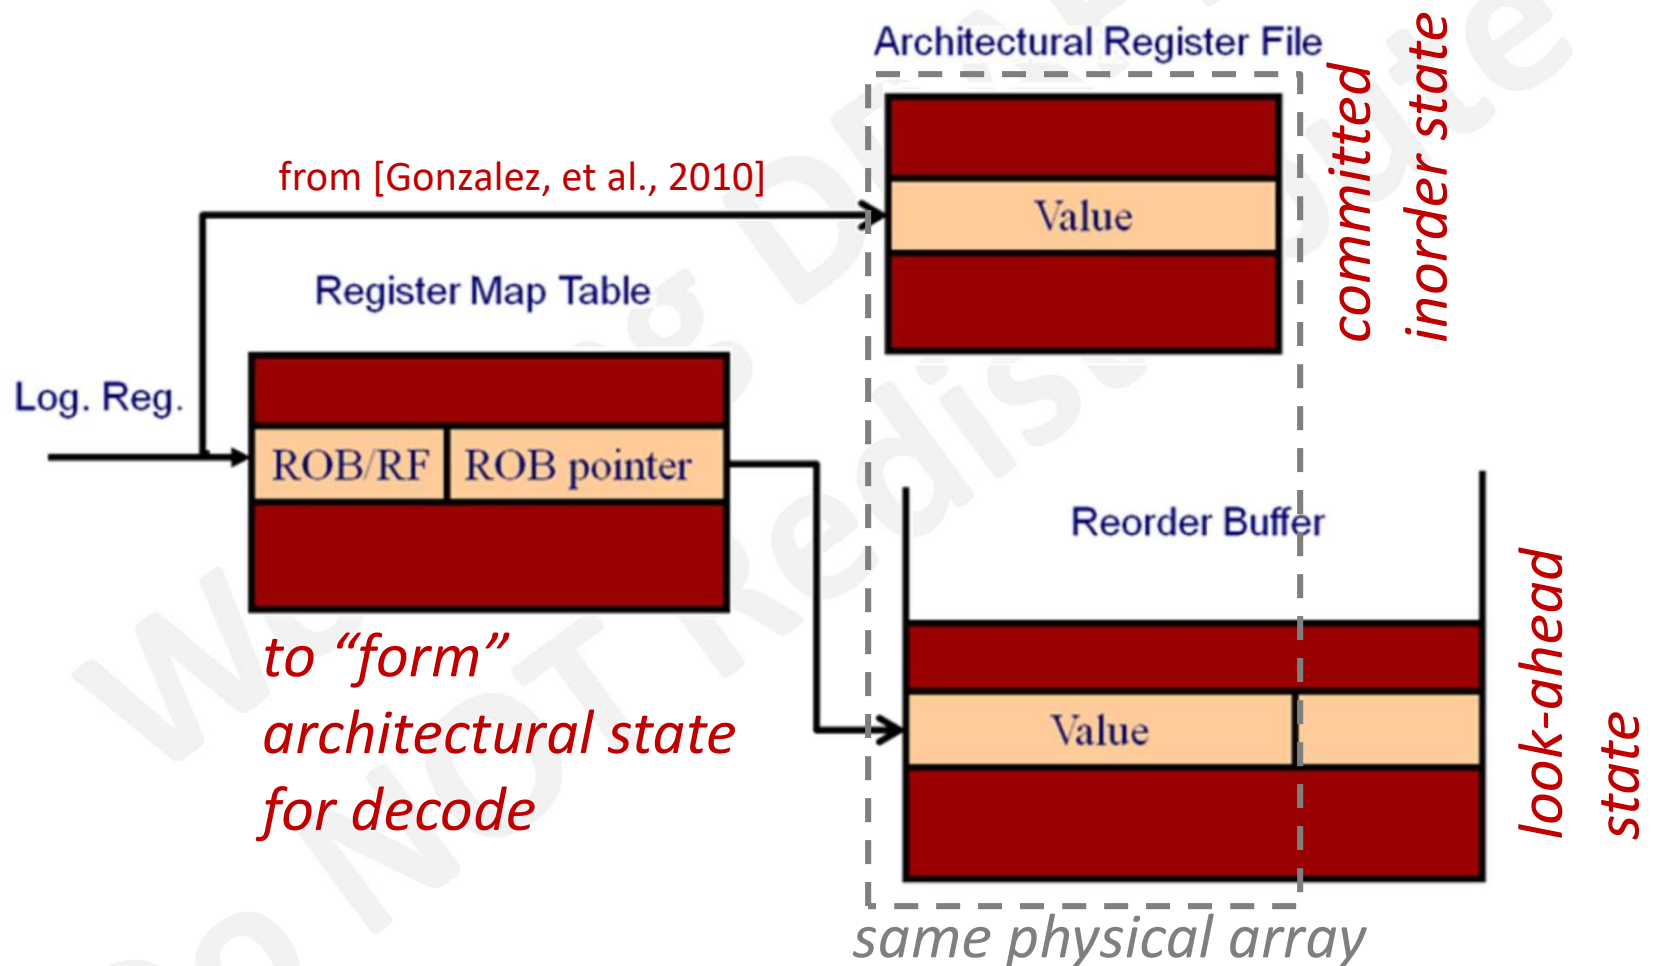 Architectural Register File
committed
inorder state
from [Gonzalez, et al., 2010]
Value
Register Map Table
Log. Reg.
ROB/RF
ROB pointer
Reorder Buffer
to “form”
architectural state
for decode
Value
look-ahead
state
same physical array